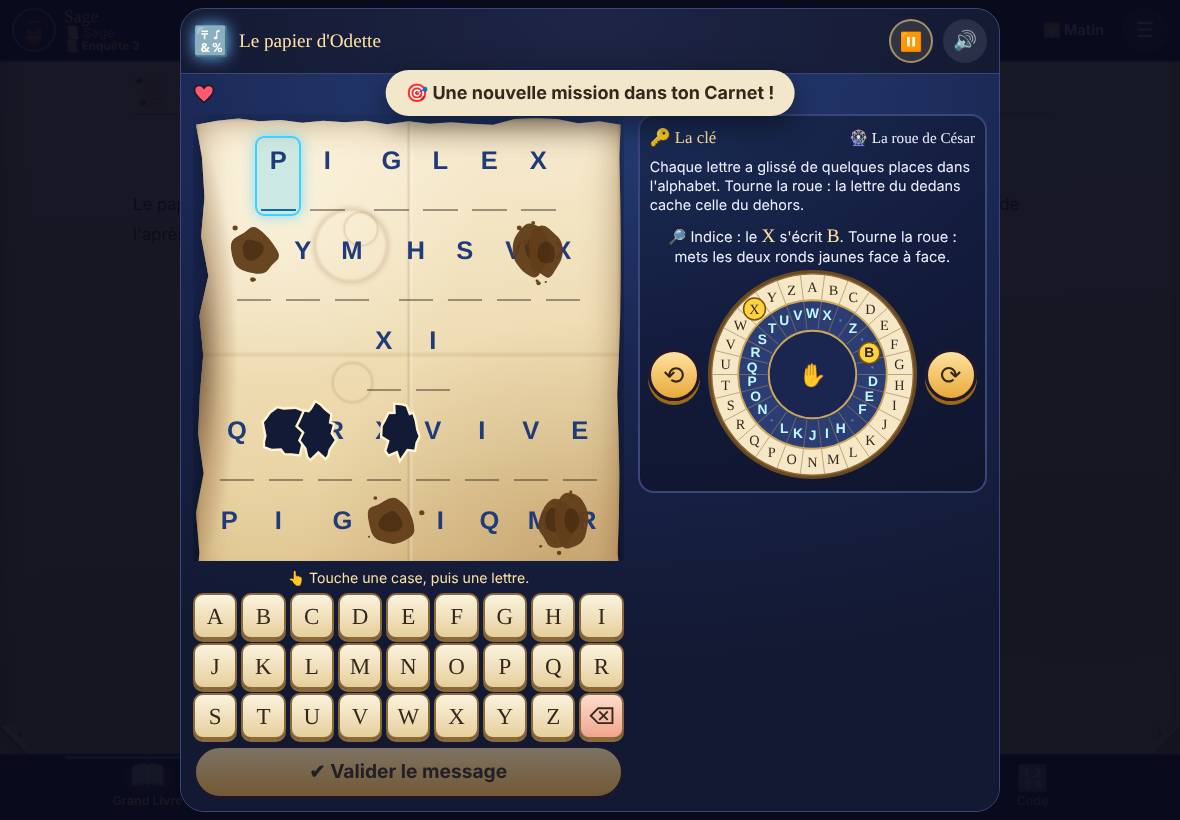 Sage
Sage
Enquête 3
Matin
Le papier d'Odette
Une nouvelle mission dans ton Carnet !
P I G L E X
Y M H S
X I
Q R V I V E
P I G I Q M R
La clé
La roue de César
Chaque lettre a glissé de quelques places dans
l'alphabet. Tourne la roue : la lettre du dedans
cache celle du dehors.
Indice : le X s'écrit B. Tourne la roue :
mets les deux ronds jaunes face à face.
A B C D E F G H I J K L M N O P Q R S T U V W X Y Z
B D E F H I J K L N O P Q R S T U V W X Z
Touche une case, puis une lettre.
A B C D E F G H I
J K L M N O P Q R
S T U V W X Y Z
✔ Valider le message
Grand Livre
Code